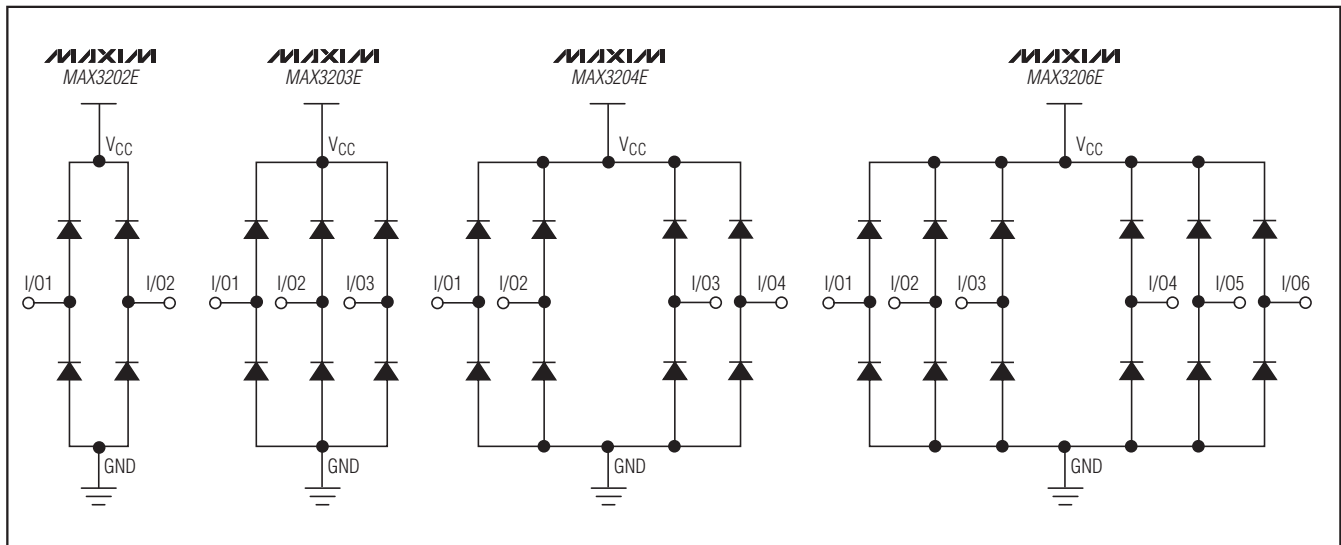 MAXIM MAXIM MAXIM MAXIM
MAX3202E MAX3203E MAX3204E MAX3206E
VCC VCC VCC VCC
I/O1 I/O2 I/O1 I/O2 I/O3 I/O1 I/O2 I/O3 I/O4 I/O1 I/O2 I/O3 I/O4 I/O5 I/O6
GND GND GND GND